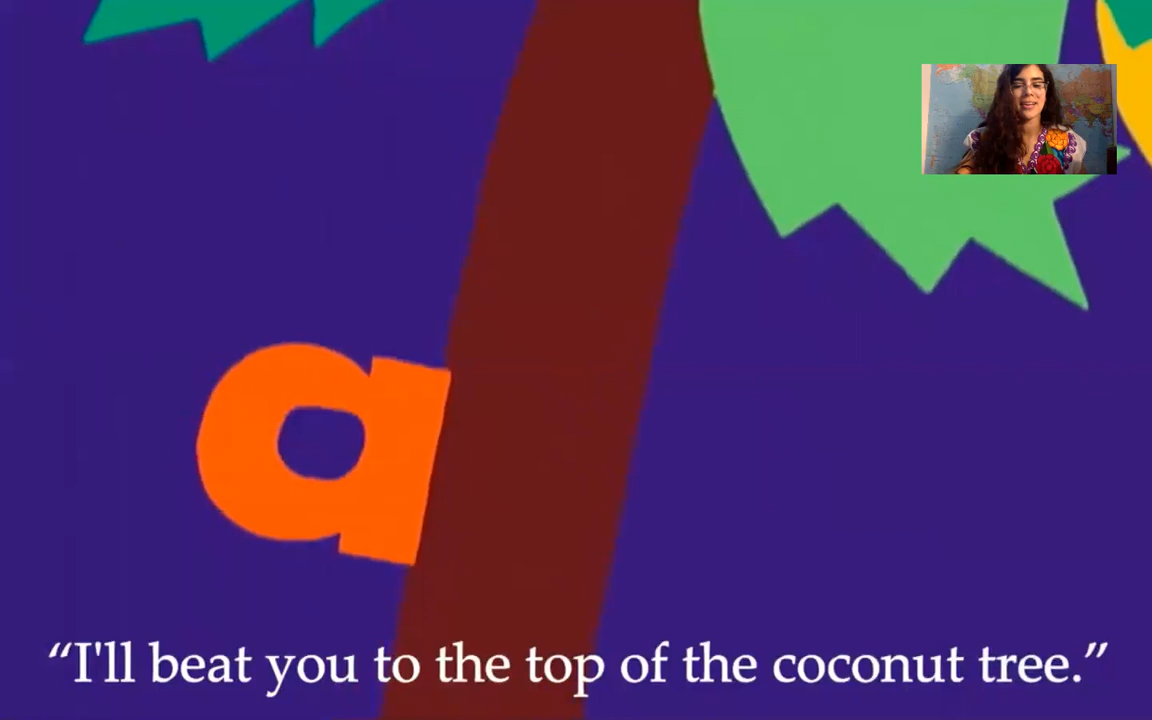 a
“I'll beat you to the top of the coconut tree.”